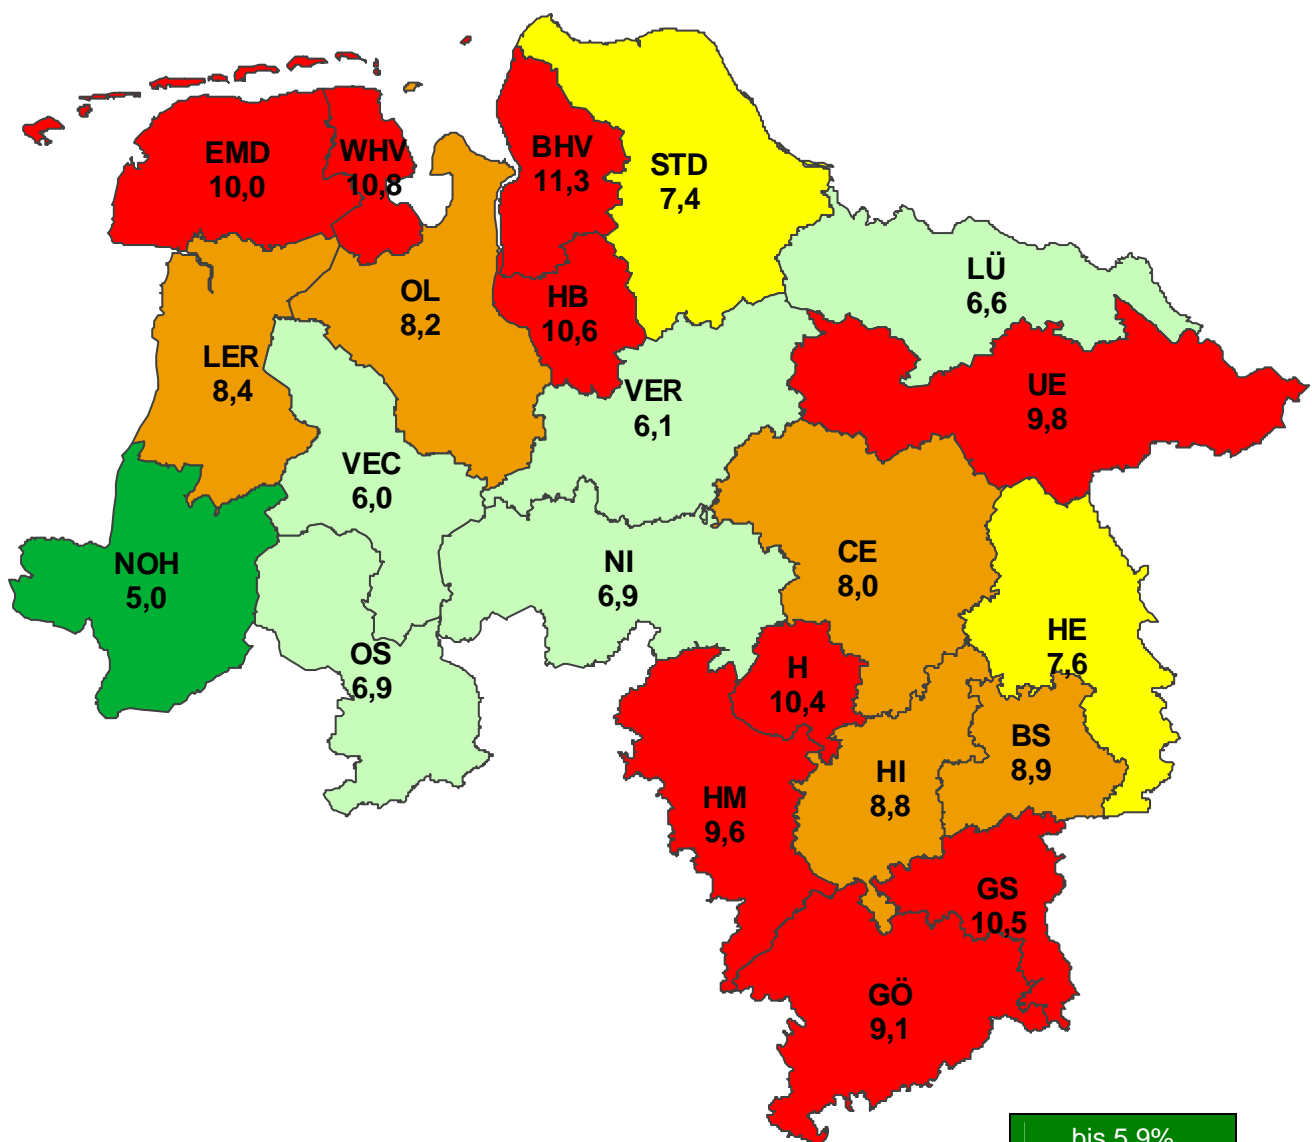 EMD
10,0
WHV
10,8
BHV
11,3
STD
7,4
LÜ
6,6
OL
8,2
HB
10,6
LER
8,4
VER
6,1
UE
9,8
VEC
6,0
NOH
5,0
NI
6,9
CE
8,0
OS
6,9
H
10,4
HE
7,6
BS
8,9
HI
8,8
HM
9,6
GS
10,5
GÖ
9,1
bis 5,9%